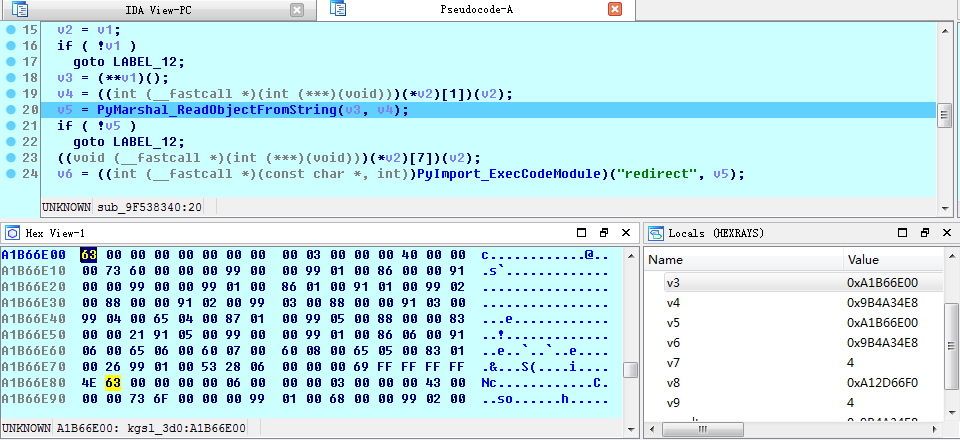 IDA View-PC
Pseudocode-A
15 v2 = v1;
16 if ( !v1 )
17 goto LABEL_12;
18 v3 = (**v1)();
19 v4 = ((int (__fastcall *)(int (***)(void)))(*v2)[1])(v2);
20 v5 = PyMarshal_ReadObjectFromString(v3, v4);
21 if ( !v5 )
22 goto LABEL_12;
23 ((void (__fastcall *)(int (***)(void)))(*v2)[7])(v2);
24 v6 = ((int (__fastcall *)(const char *, int))PyImport_ExecCodeModule)("redirect", v5);
UNKNOWN sub_9F538340:20
Hex View-1
A1B66E00 63 00 00 00 00 00 00 00 00 03 00 00 00 40 00 00 c............@..
A1B66E10 00 73 60 00 00 00 99 00 00 99 01 00 86 00 00 91 .s`.............
A1B66E20 00 00 99 00 00 99 01 00 86 01 00 91 01 00 99 02 ................
A1B66E30 00 88 00 00 91 02 00 99 03 00 88 00 00 91 03 00 ................
A1B66E40 99 04 00 65 04 00 87 01 00 99 05 00 88 00 00 83 ...e............
A1B66E50 00 00 21 91 05 00 99 00 00 99 01 00 86 06 00 91 ..!.............
A1B66E60 06 00 65 06 00 60 07 00 60 08 00 65 05 00 83 01 ..e..`..`..e....
A1B66E70 00 26 99 01 00 53 28 06 00 00 00 69 FF FF FF FF .&...S(....i....
A1B66E80 4E 63 00 00 00 00 06 00 00 00 03 00 00 00 43 00 Nc............C.
A1B66E90 00 00 73 6F 00 00 00 99 01 00 68 00 00 99 02 00 ..so......h.....
UNKNOWN A1B66E00: kgsl_3d0:A1B66E00
Locals (HEXRAYS)
Name Value
v3 0xA1B66E00
v4 0x9B4A34E8
v5 0xA1B66E00
v6 0x9B4A34E8
v7 4
v8 0xA12D66F0
v9 4